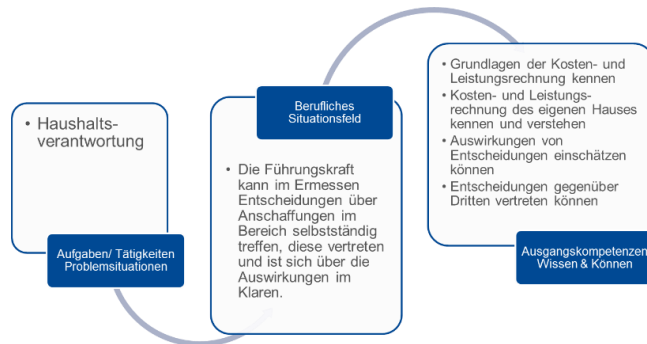 • Haushalts-
verantwortung
Aufgaben/ Tätigkeiten
Problemsituationen
Berufliches
Situationsfeld
• Die Führungskraft
kann im Ermessen
Entscheidungen über
Anschaffungen im
Bereich selbstständig
treffen, diese vertreten
und ist sich über die
Auswirkungen im
Klaren.
• Grundlagen der Kosten- und
Leistungsrechnung kennen
• Kosten- und Leistungs-
rechnung des eigenen Hauses
kennen und verstehen
• Auswirkungen von
Entscheidungen einschätzen
können
• Entscheidungen gegenüber
Dritten vertreten können
Ausgangskompetenzen
Wissen & Können